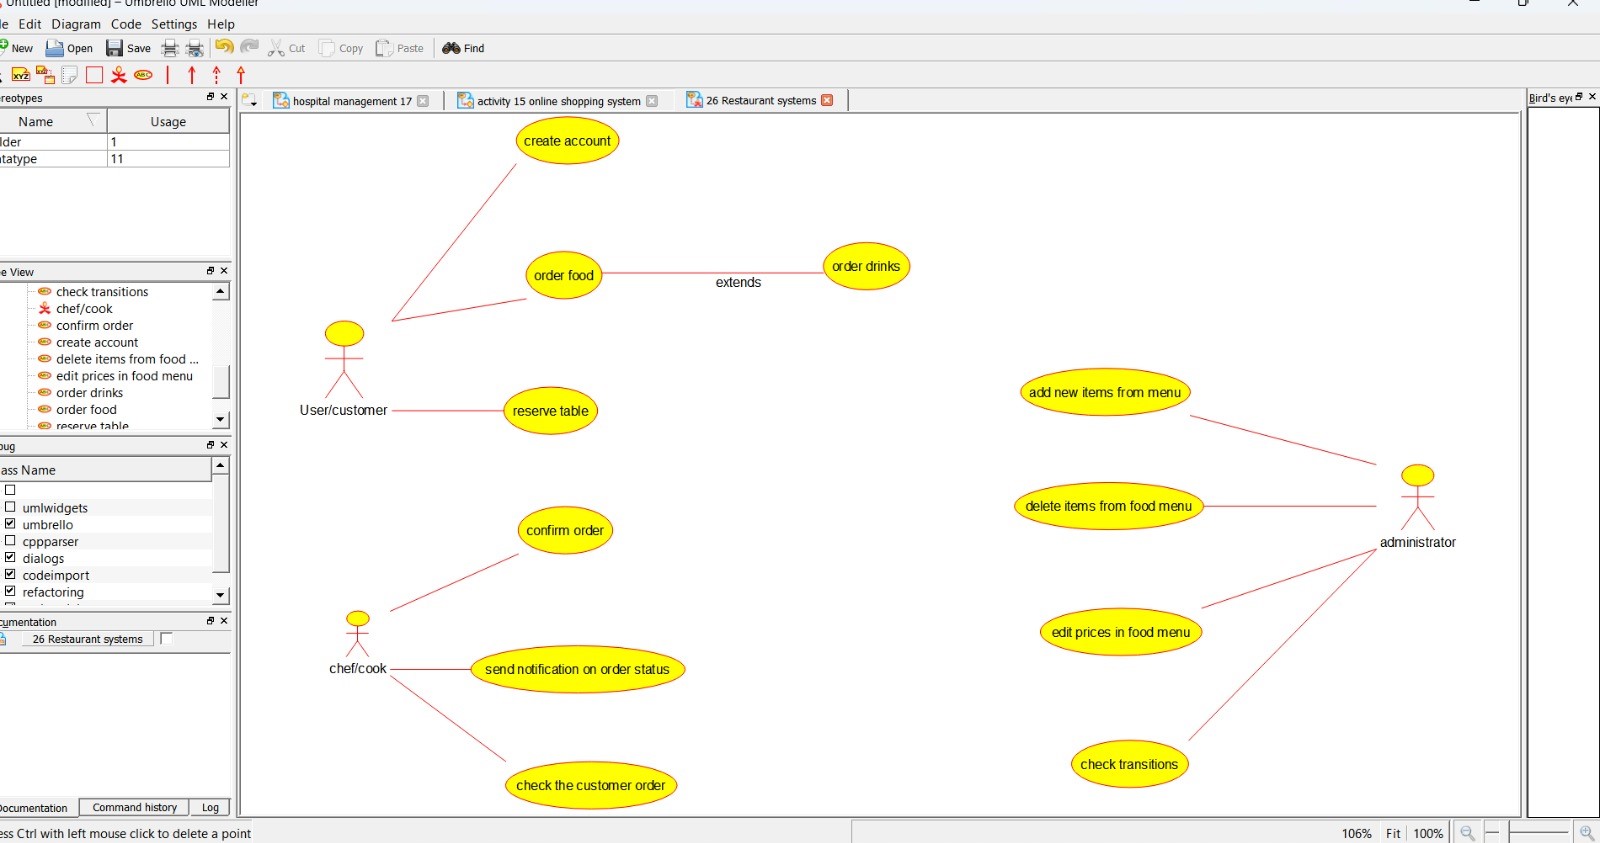 Untitled [modified] – Umbrello UML Modeller
le Edit Diagram Code Settings Help
New Open Save Cut Copy Paste Find
XYZ ABC
ereotypes
Name Usage
lder 1
tatype 11
ee View
check transitions
chef/cook
confirm order
create account
delete items from food ...
edit prices in food menu
order drinks
order food
reserve table
bug
ass Name
umlwidgets
umbrello
cppparser
dialogs
codeimport
refactoring
cumentation
26 Restaurant systems
Documentation Command history Log
ess Ctrl with left mouse click to delete a point
hospital management 17 activity 15 online shopping system 26 Restaurant systems
Bird's eye
create account
order food
extends
order drinks
User/customer
reserve table
confirm order
chef/cook
send notification on order status
check the customer order
add new items from menu
delete items from food menu
administrator
edit prices in food menu
check transitions
106% Fit 100%